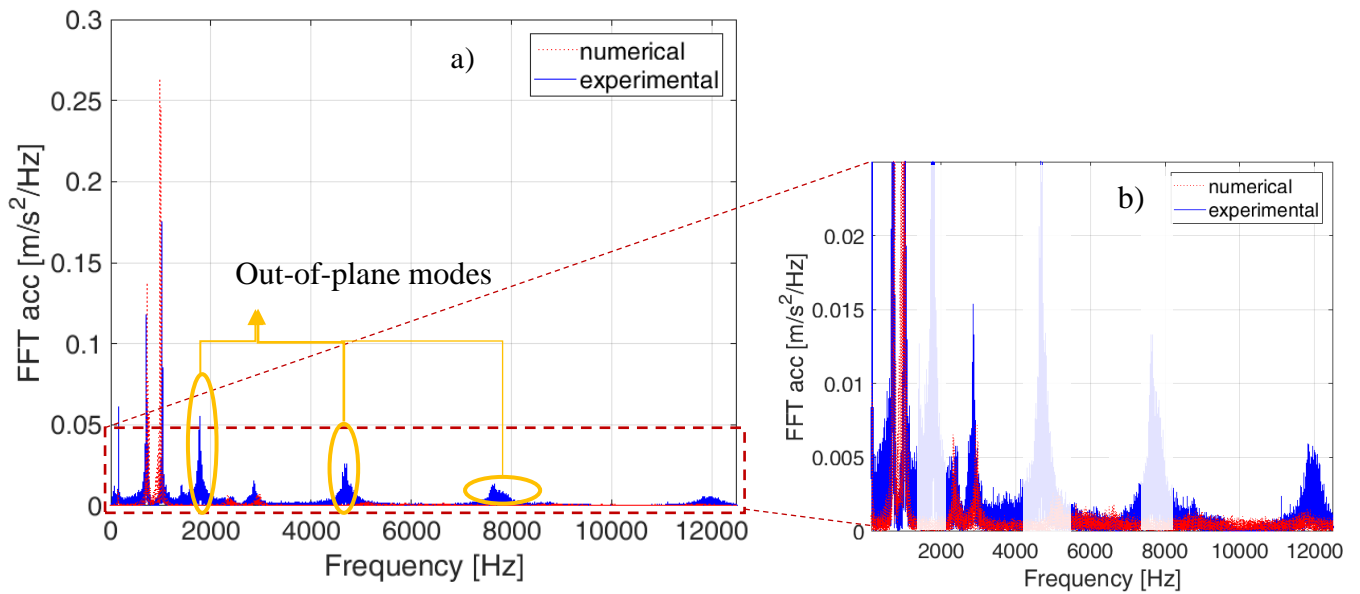 a)
numerical
experimental
0.3
0.25
0.2
0.15
0.1
0.05
0
FFT acc [m/s²/Hz]
Out-of-plane modes
0 2000 4000 6000 8000 10000 12000
Frequency [Hz]
b)
numerical
experimental
0.02
0.015
0.01
0.005
0
FFT acc [m/s²/Hz]
2000 4000 6000 8000 10000 12000
Frequency [Hz]